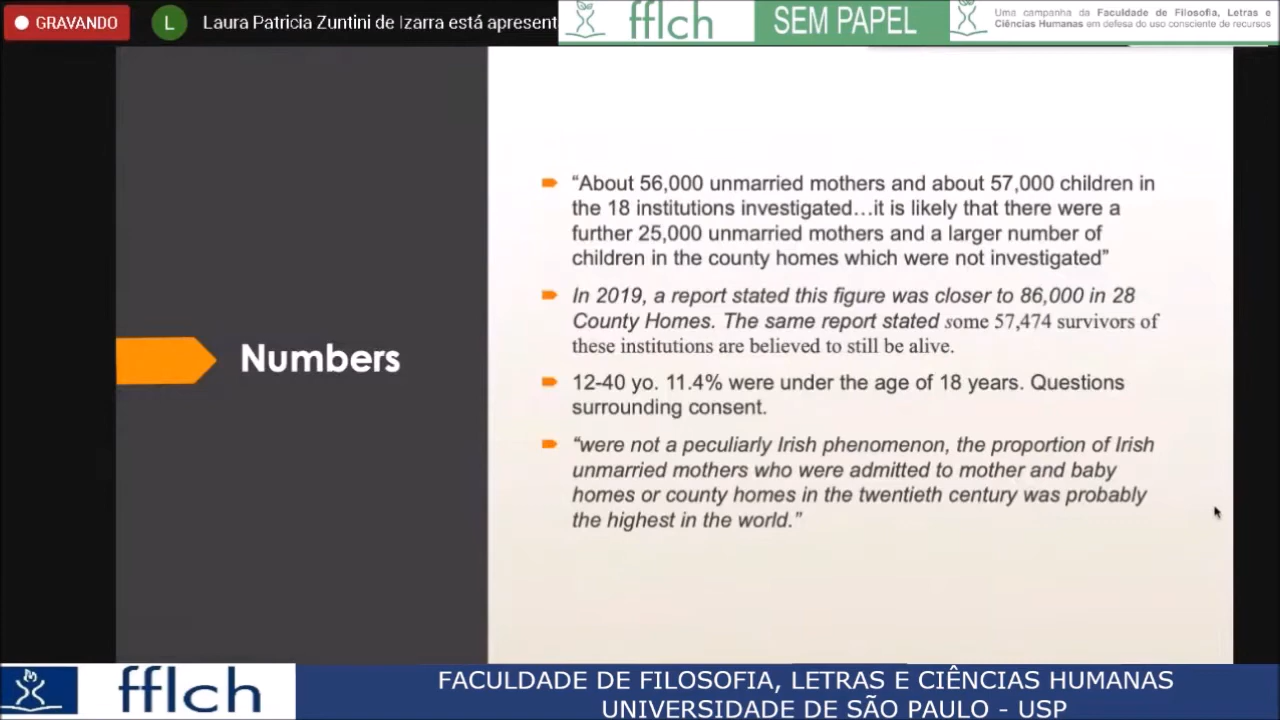 GRAVANDO
L
Laura Patricia Zuntini de Izarra está apresent
fflch
SEM PAPEL
Uma campanha da Faculdade de Filosofia, Letras e
Ciências Humanas em defesa do uso consciente de recursos
Numbers
“About 56,000 unmarried mothers and about 57,000 children in
the 18 institutions investigated…it is likely that there were a
further 25,000 unmarried mothers and a larger number of
children in the county homes which were not investigated”
In 2019, a report stated this figure was closer to 86,000 in 28
County Homes. The same report stated some 57,474 survivors of
these institutions are believed to still be alive.
12-40 yo. 11.4% were under the age of 18 years. Questions
surrounding consent.
“were not a peculiarly Irish phenomenon, the proportion of Irish
unmarried mothers who were admitted to mother and baby
homes or county homes in the twentieth century was probably
the highest in the world.”
fflch
FACULDADE DE FILOSOFIA, LETRAS E CIÊNCIAS HUMANAS
UNIVERSIDADE DE SÃO PAULO - USP